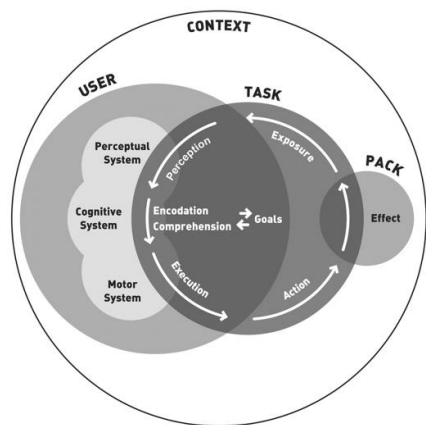 CONTEXT
USER
TASK
PACK
Perceptual
System
Perception
Exposure
Cognitive
System
Encodation
Comprehension
Goals
Effect
Motor
System
Execution
Action